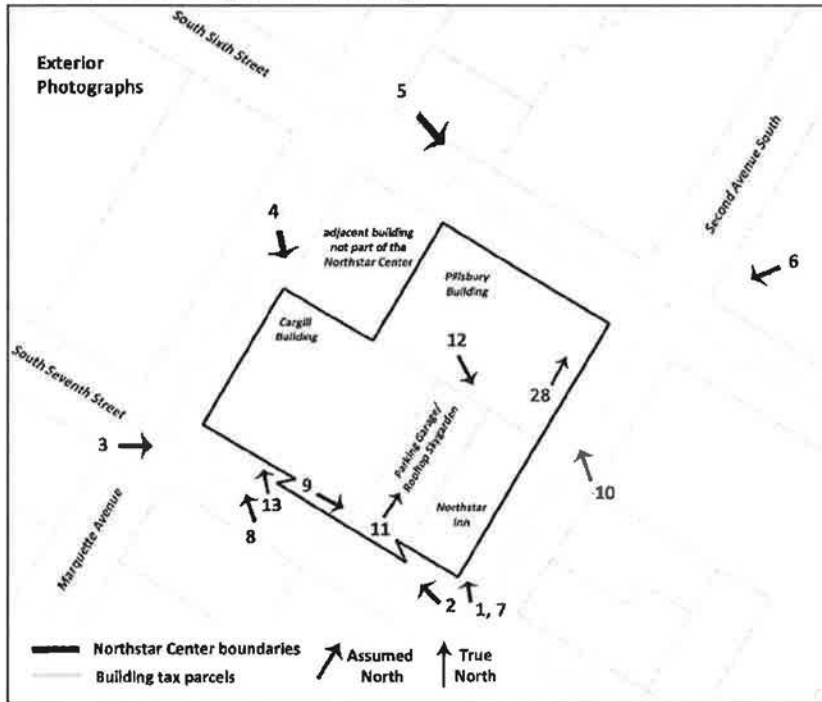 South Sixth Street
Exterior
Photographs
5
Second Avenue South
4
adjacent building
not part of the
Northstar Center
6
Pillsbury
Building
Cargill
Building
12
South Seventh Street
28
3
Parking Garage/
Rooftop Skygarden
9
10
13
11
Northstar
Inn
8
Marquette Avenue
2
1, 7
Northstar Center boundaries
Building tax parcels
Assumed
North
True
North